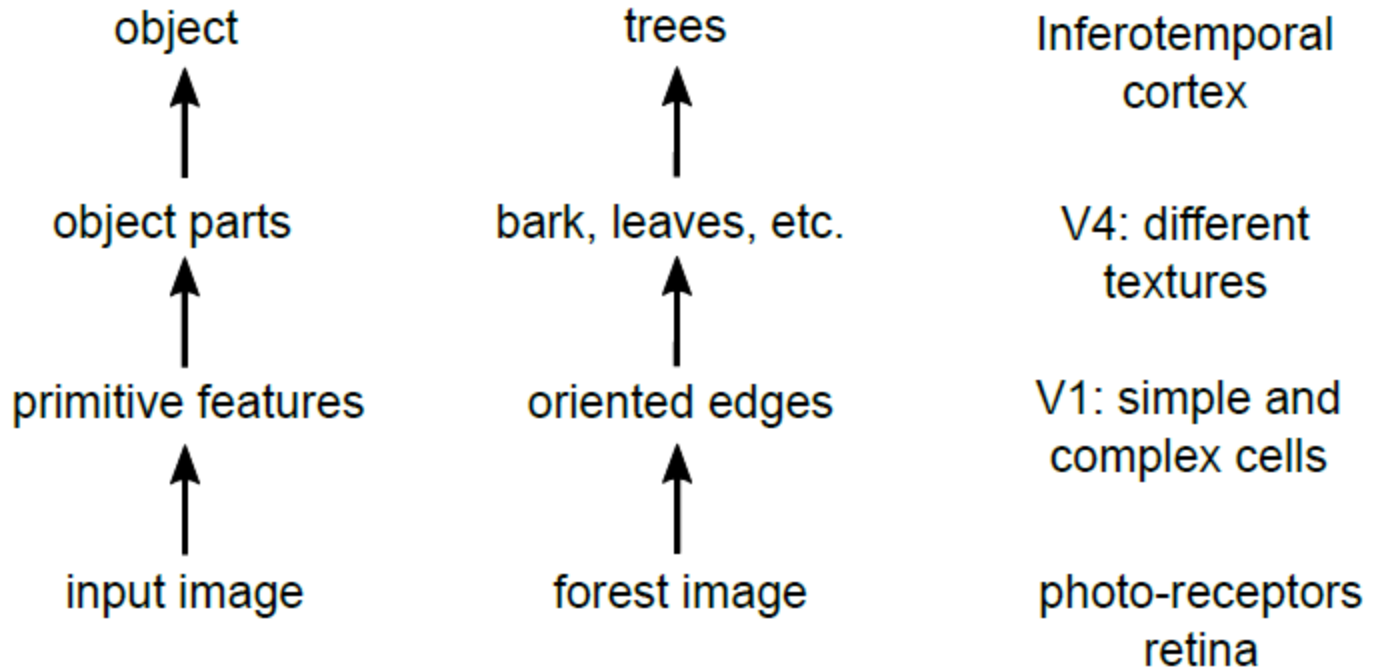 object
trees
Inferotemporal
cortex
object parts
bark, leaves, etc.
V4: different
textures
primitive features
oriented edges
V1: simple and
complex cells
input image
forest image
photo-receptors
retina